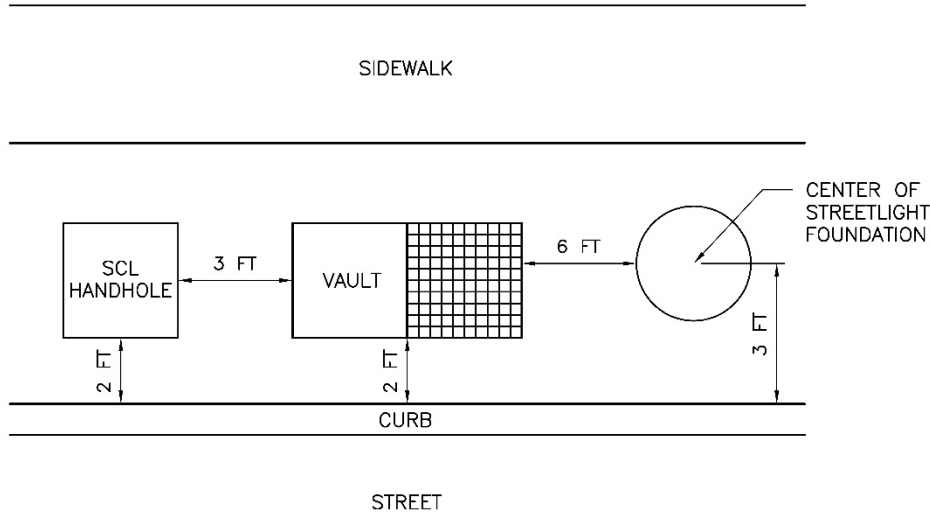 SIDEWALK
CENTER OF
STREETLIGHT
FOUNDATION
SCL
HANDHOLE
3 FT
VAULT
6 FT
3 FT
2 FT
2 FT
CURB
STREET